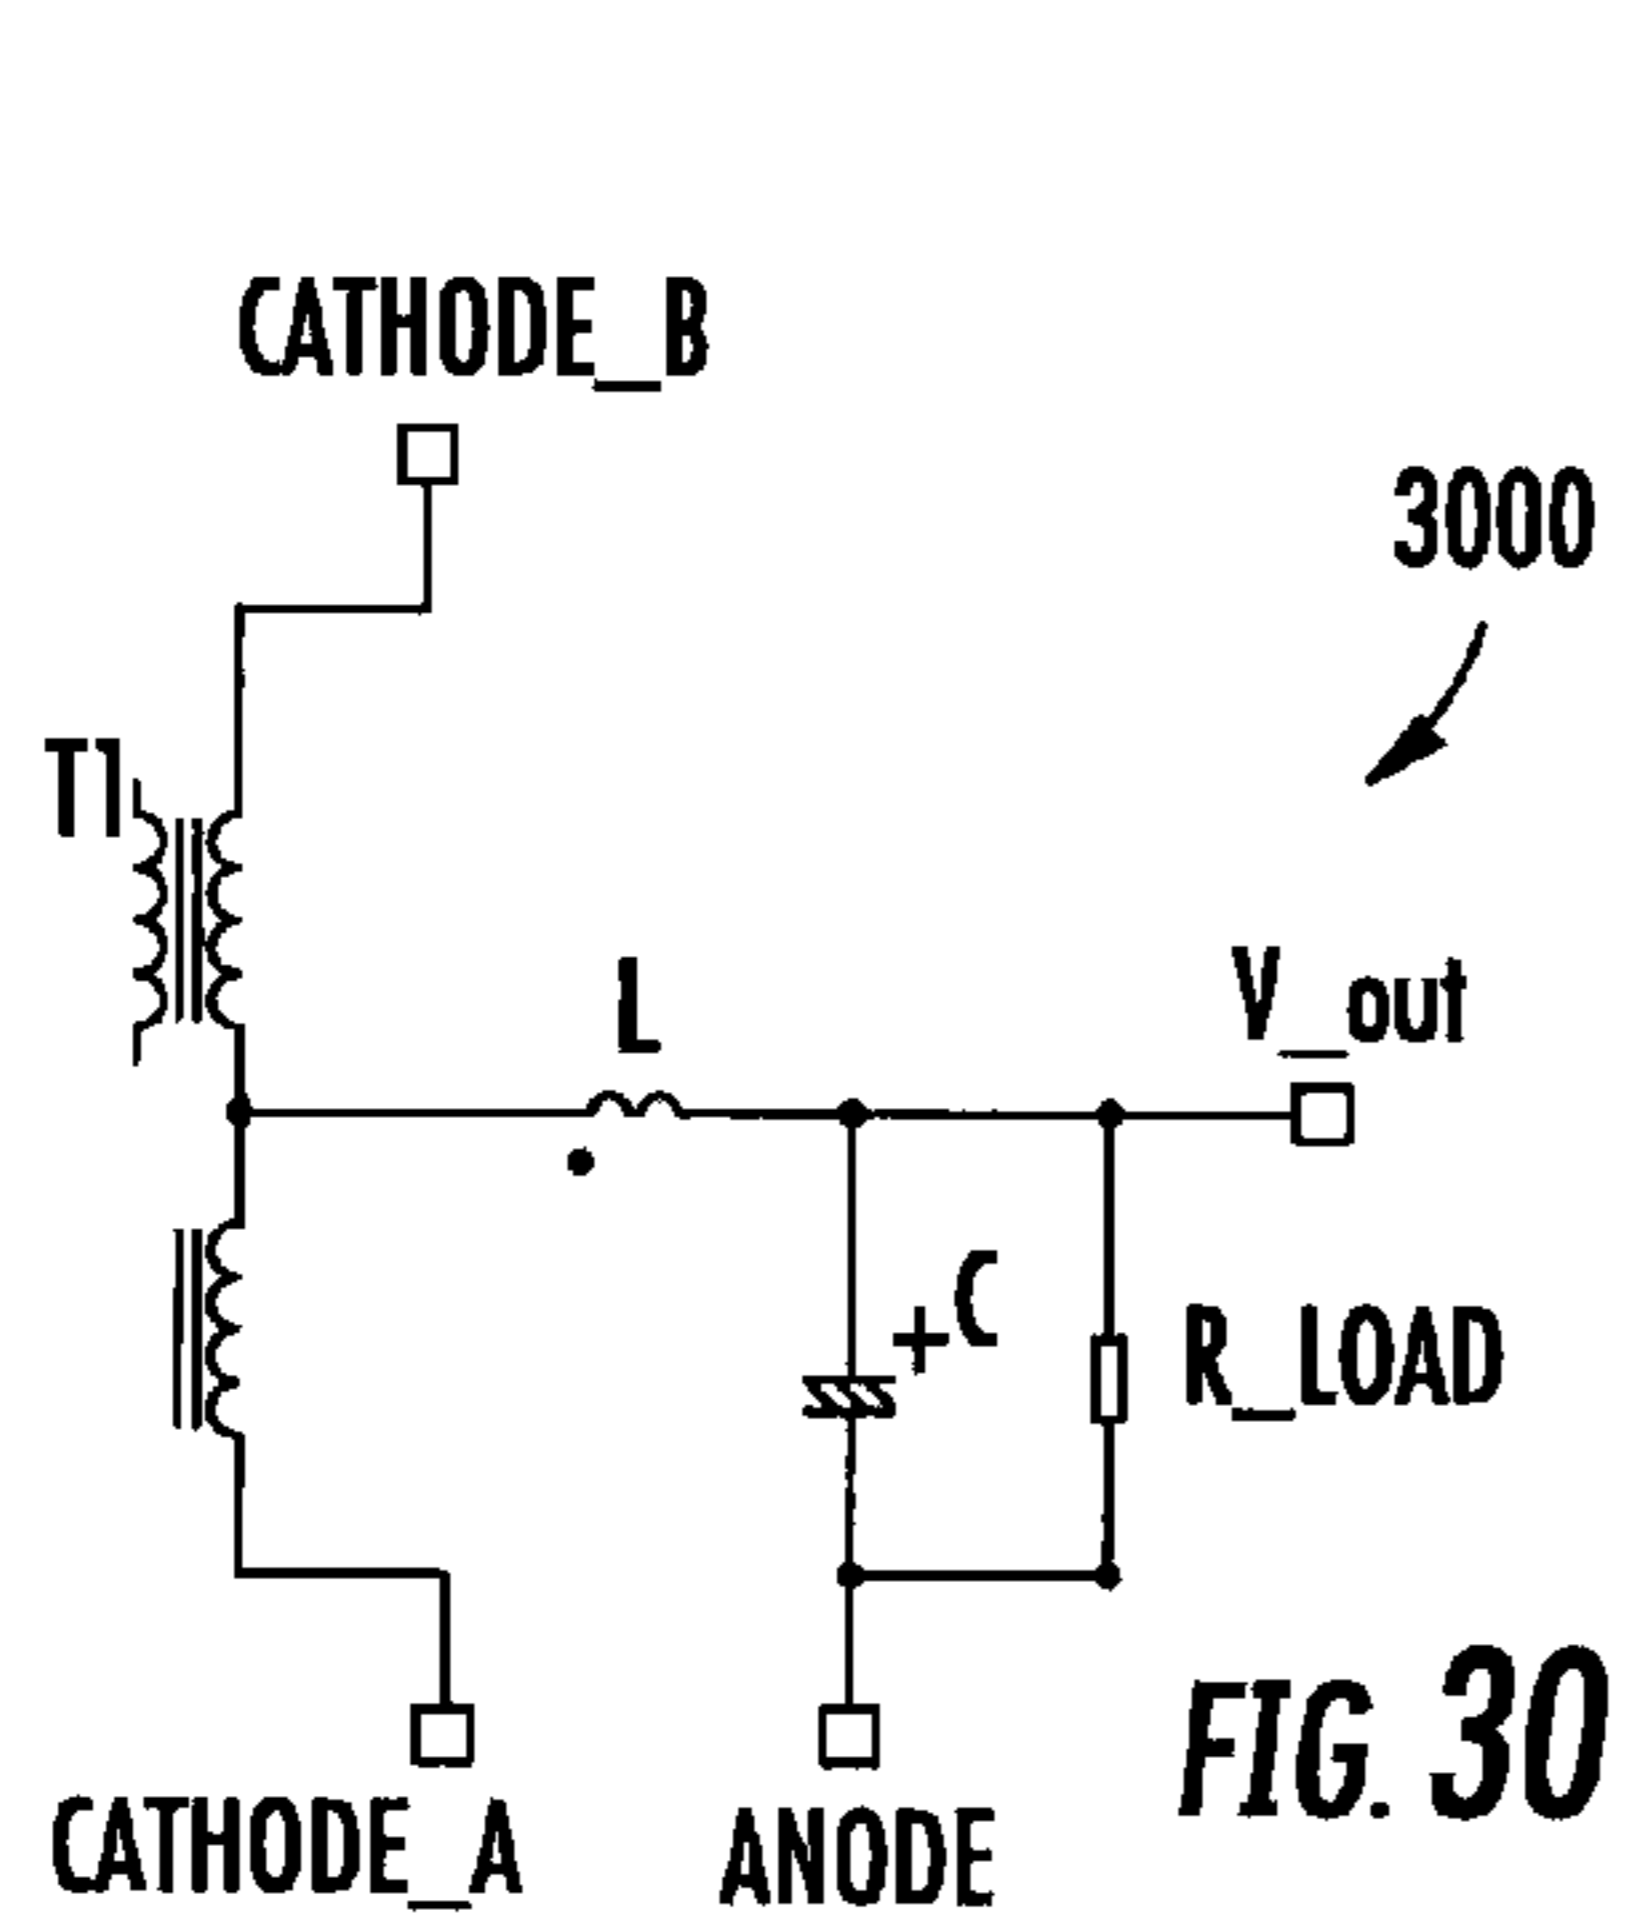 CATHODE_B
3000
T1
L
V_out
+C
R_LOAD
CATHODE_A
ANODE
FIG. 30